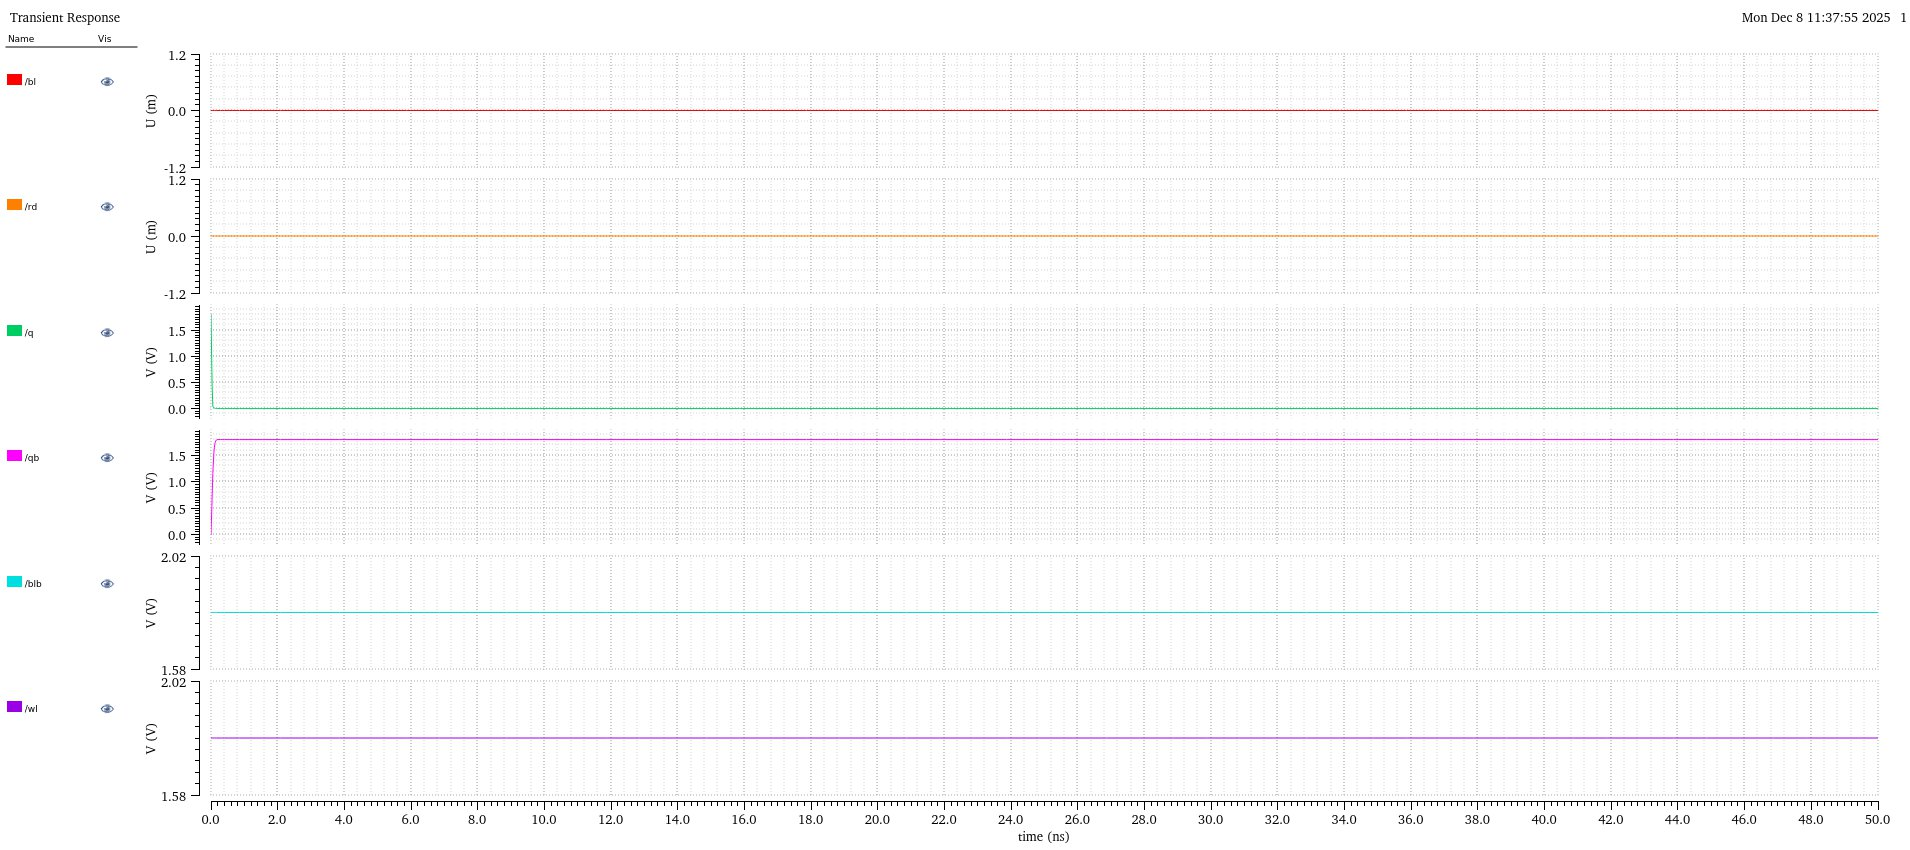 Transient Response
Mon Dec 8 11:37:55 2025 1
Name Vis
/bl
1.2
0.0
-1.2
U (m)
/rd
1.2
0.0
-1.2
U (m)
/q
1.5
1.0
0.5
0.0
V (V)
/qb
1.5
1.0
0.5
0.0
V (V)
/blb
2.02
1.58
V (V)
/wl
2.02
1.58
V (V)
0.0 2.0 4.0 6.0 8.0 10.0 12.0 14.0 16.0 18.0 20.0 22.0 24.0 26.0 28.0 30.0 32.0 34.0 36.0 38.0 40.0 42.0 44.0 46.0 48.0 50.0
time (ns)